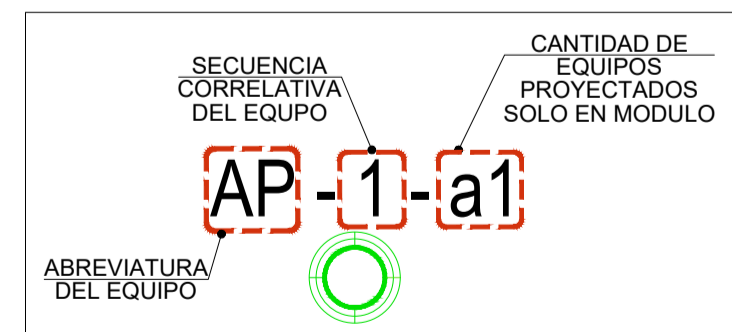 SECUENCIA
CORRELATIVA
DEL EQUPO
CANTIDAD DE
EQUIPOS
PROYECTADOS
SOLO EN MODULO
AP-1-a1
ABREVIATURA
DEL EQUIPO